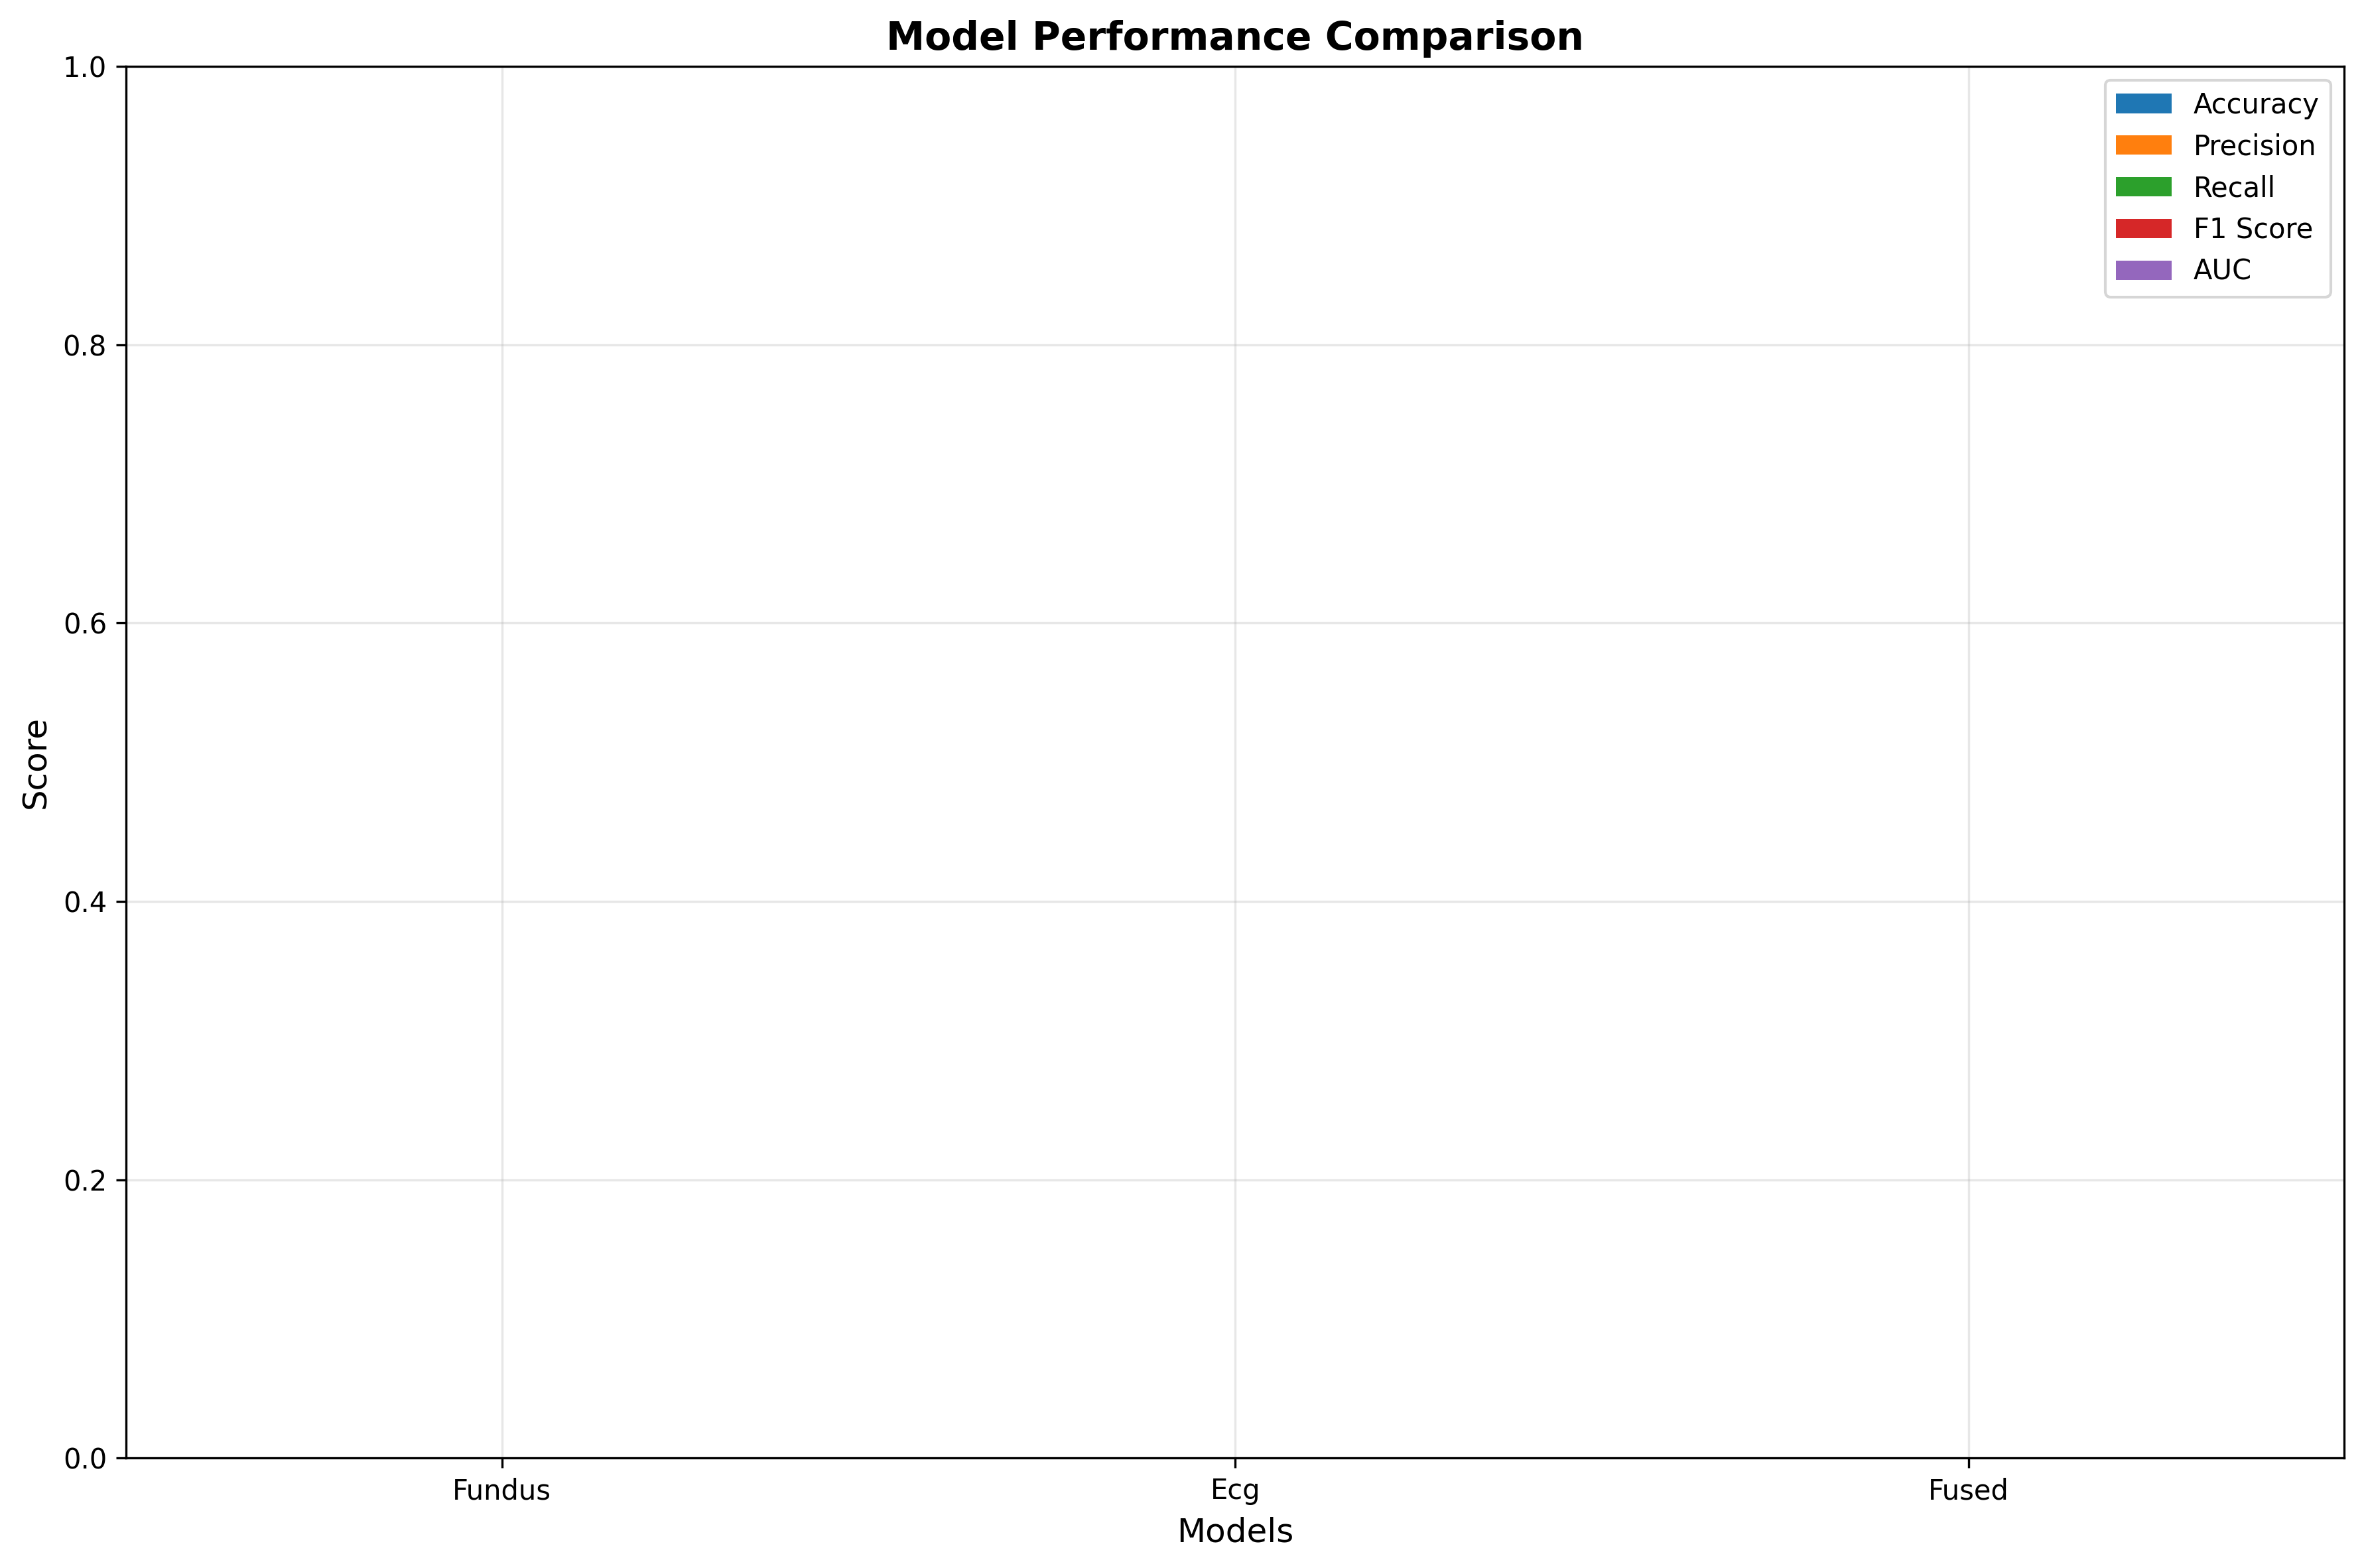 Model Performance Comparison
1.0
0.8
0.6
0.4
0.2
0.0
Score
Accuracy
Precision
Recall
F1 Score
AUC
Fundus
Ecg
Fused
Models